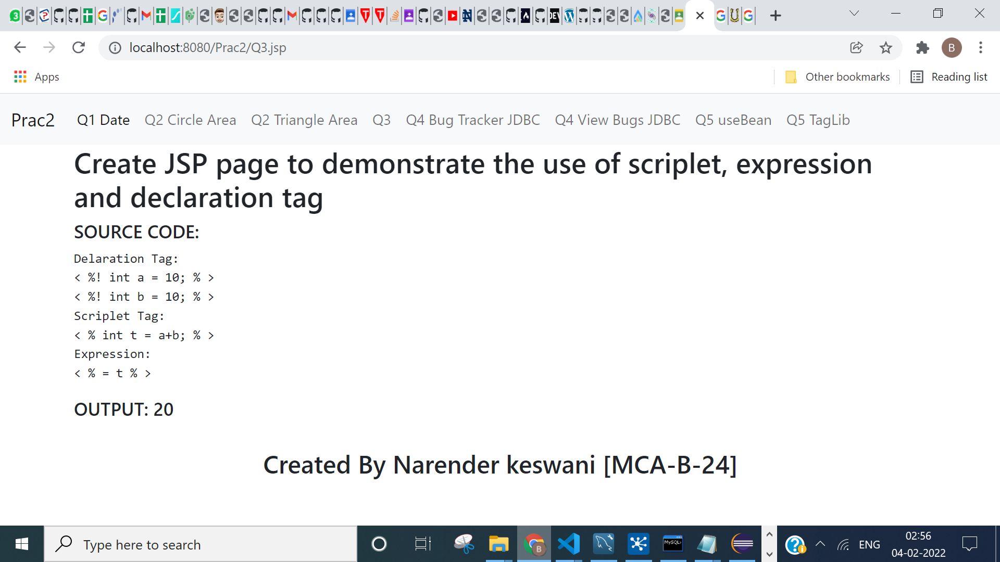 localhost:8080/Prac2/Q3.jsp
B
Apps
Other bookmarks
Reading list
Prac2 Q1 Date Q2 Circle Area Q2 Triangle Area Q3 Q4 Bug Tracker JDBC Q4 View Bugs JDBC Q5 useBean Q5 TagLib
Create JSP page to demonstrate the use of scriplet, expression
and declaration tag
SOURCE CODE:
Delaration Tag:
< %! int a = 10; % >
< %! int b = 10; % >
Scriplet Tag:
< % int t = a+b; % >
Expression:
< % = t % >
OUTPUT: 20
Created By Narender keswani [MCA-B-24]
Type here to search
B
MySQL>
ENG
02:56
04-02-2022